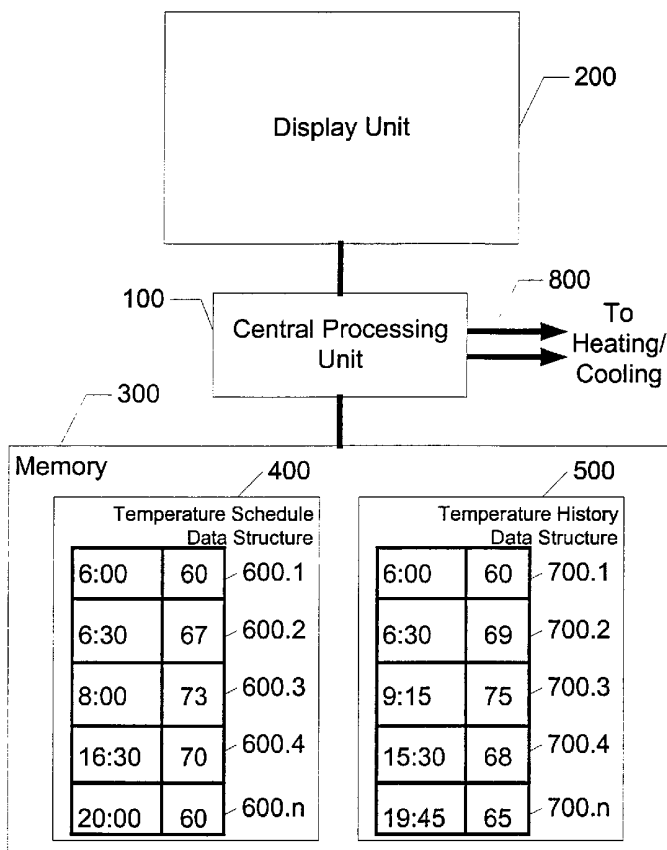 200
Display Unit
100
800
Central Processing
Unit
To
Heating/
Cooling
300
Memory
400
Temperature Schedule
Data Structure
6:00 60 600.1
6:30 67 600.2
8:00 73 600.3
16:30 70 600.4
20:00 60 600.n
500
Temperature History
Data Structure
6:00 60 700.1
6:30 69 700.2
9:15 75 700.3
15:30 68 700.4
19:45 65 700.n